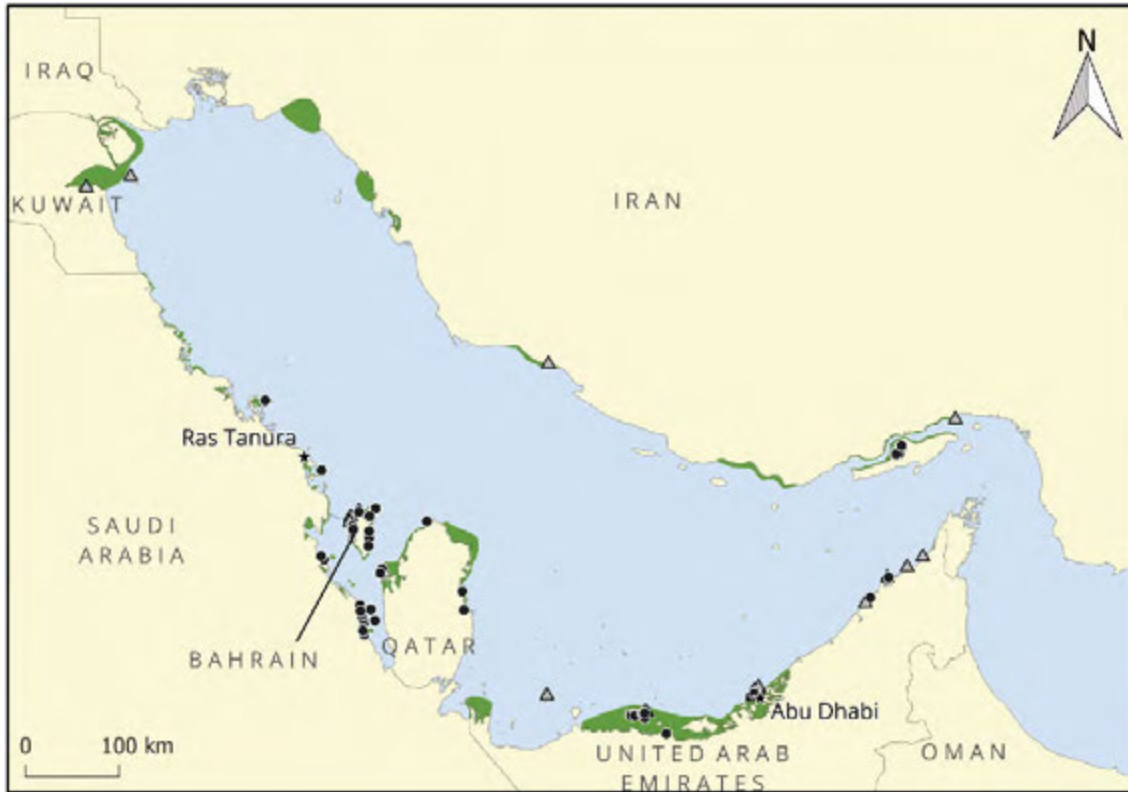 N
IRAQ
IRAN
KUWAIT
Ras Tanura
SAUDI
ARABIA
BAHRAIN
QATAR
Abu Dhabi
0 100 km
UNITED ARAB
EMIRATES
OMAN